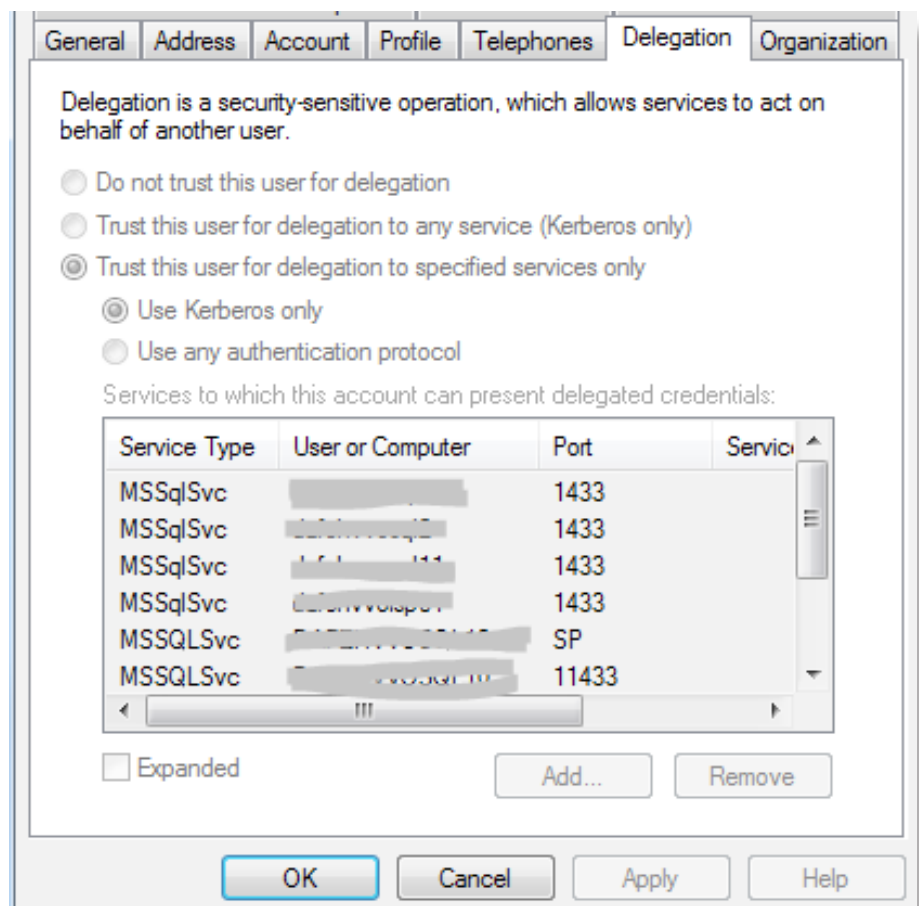 General Address Account Profile Telephones Delegation Organization
Delegation is a security-sensitive operation, which allows services to act on
behalf of another user.
Do not trust this user for delegation
Trust this user for delegation to any service (Kerberos only)
Trust this user for delegation to specified services only
Use Kerberos only
Use any authentication protocol
Services to which this account can present delegated credentials:
Service Type User or Computer Port Servic
MSSqlSvc 1433
MSSqlSvc 1433
MSSqlSvc 1433
MSSqlSvc 1433
MSSQLSvc SP
MSSQLSvc 11433
Expanded Add... Remove
OK Cancel Apply Help